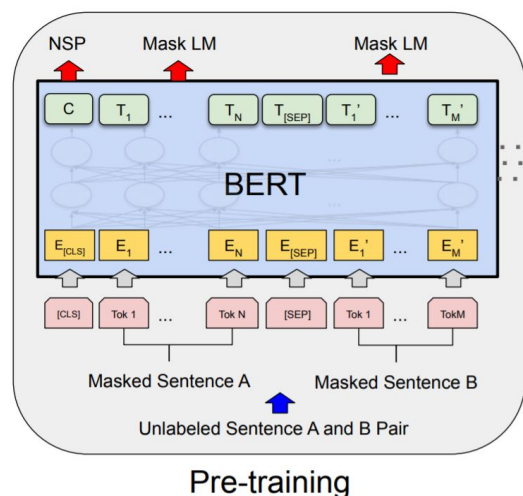 NSP Mask LM Mask LM
C T1 ... TN T[SEP] T1' ... TM'
...
BERT
E[CLS] E1 ... EN E[SEP] E1' ... EM'
[CLS] Tok 1 ... Tok N [SEP] Tok 1 ... TokM
Masked Sentence A Masked Sentence B
Unlabeled Sentence A and B Pair
Pre-training